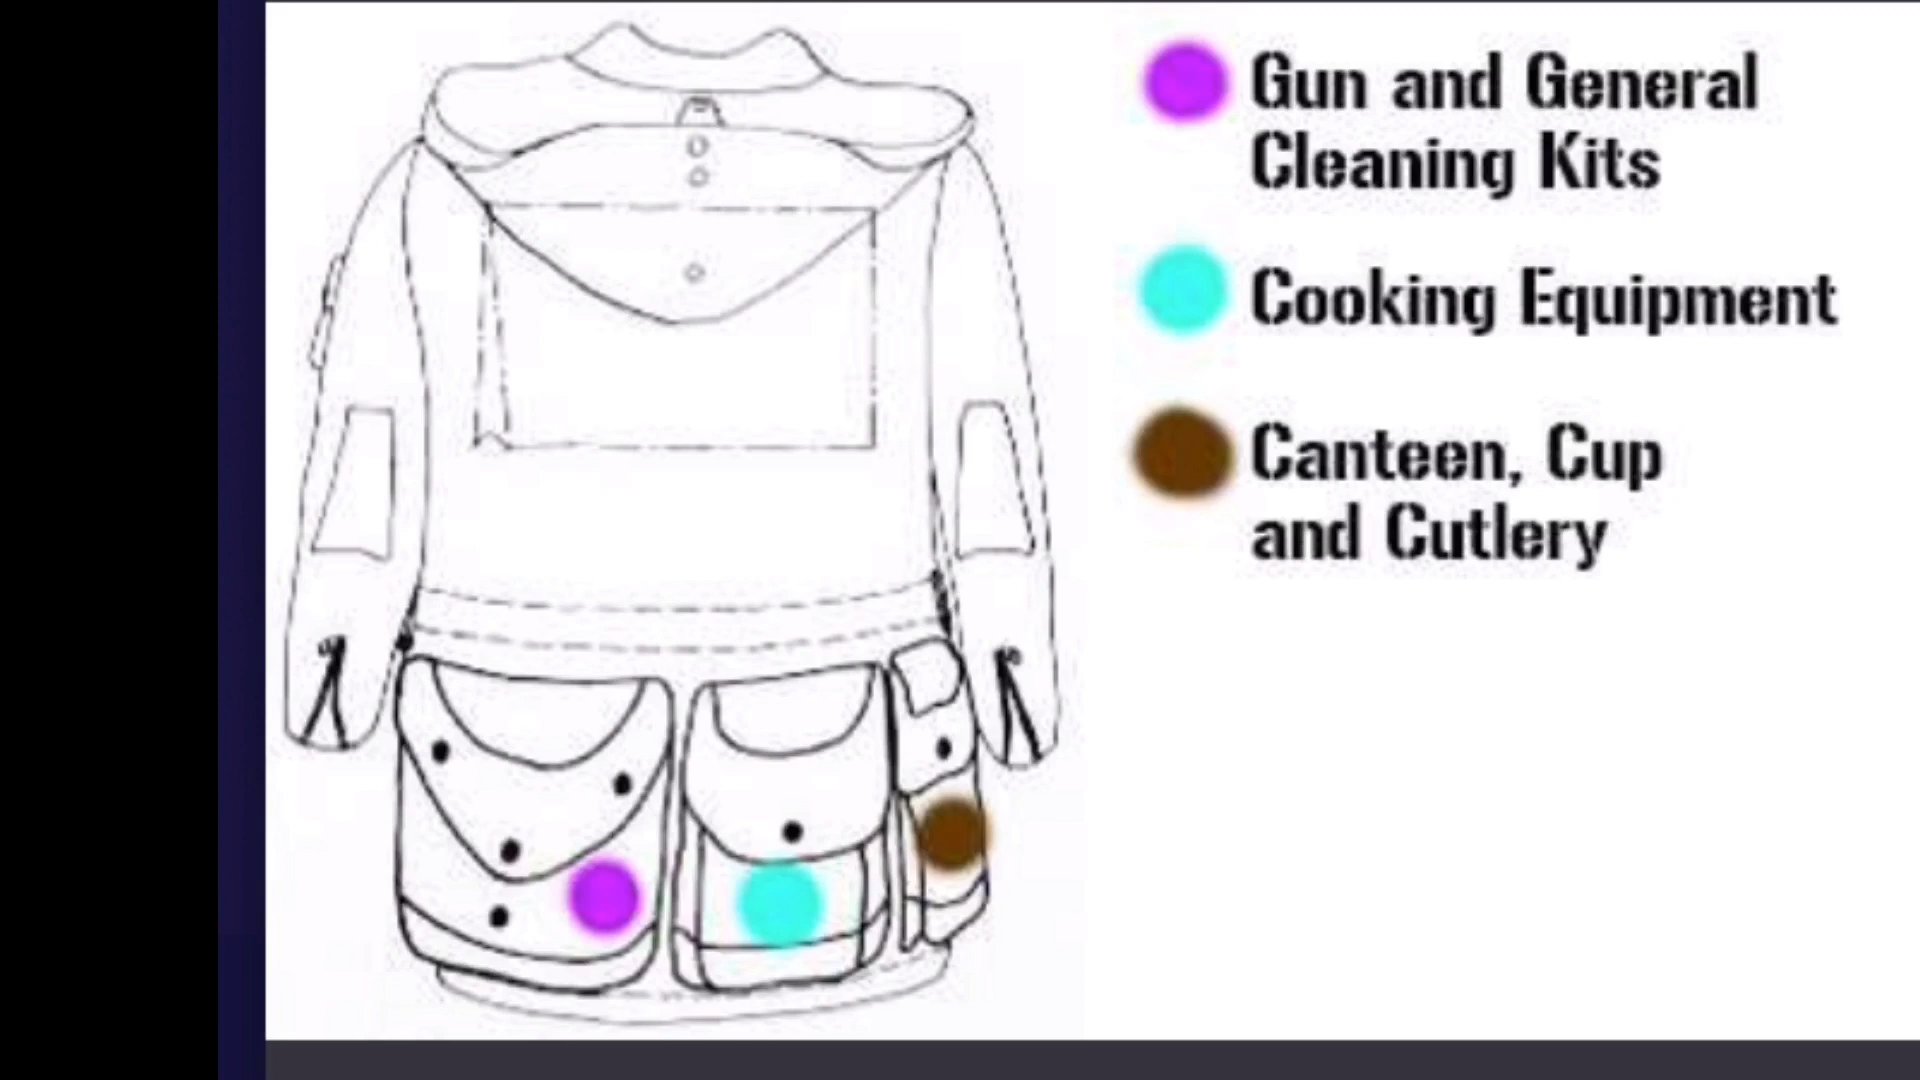 Gun and General
Cleaning Kits
Cooking Equipment
Canteen, Cup
and Cutlery